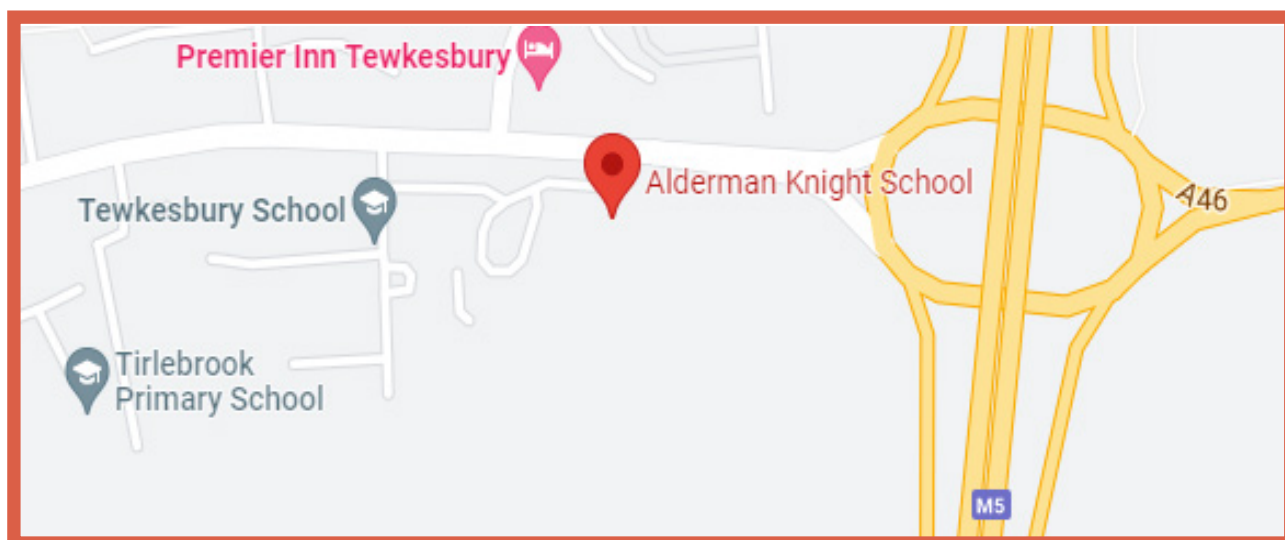 Premier Inn Tewkesbury
Alderman Knight School
A46
Tewkesbury School
Tirlebrook
Primary School
M5